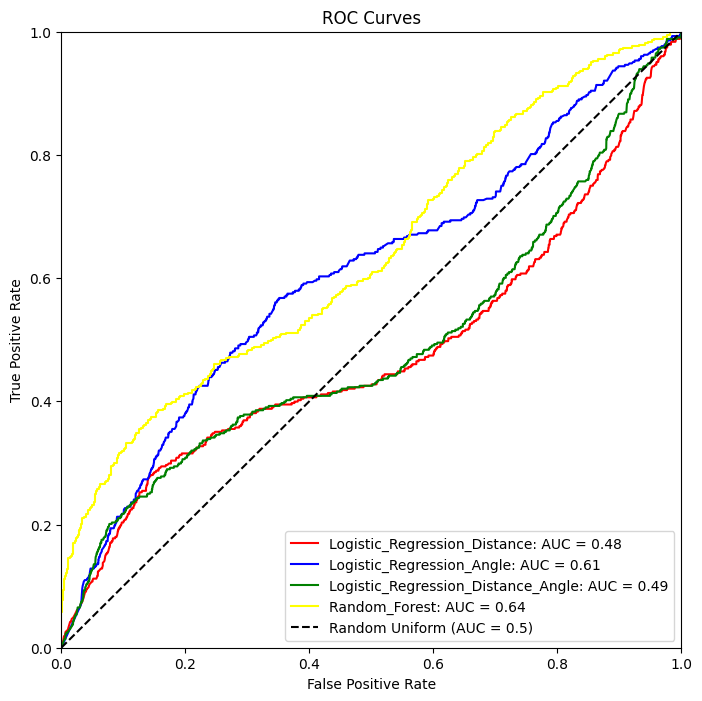 ROC Curves
True Positive Rate
1.0
0.8
0.6
0.4
0.2
0.0
Logistic_Regression_Distance: AUC = 0.48
Logistic_Regression_Angle: AUC = 0.61
Logistic_Regression_Distance_Angle: AUC = 0.49
Random_Forest: AUC = 0.64
Random Uniform (AUC = 0.5)
0.0 0.2 0.4 0.6 0.8 1.0
False Positive Rate